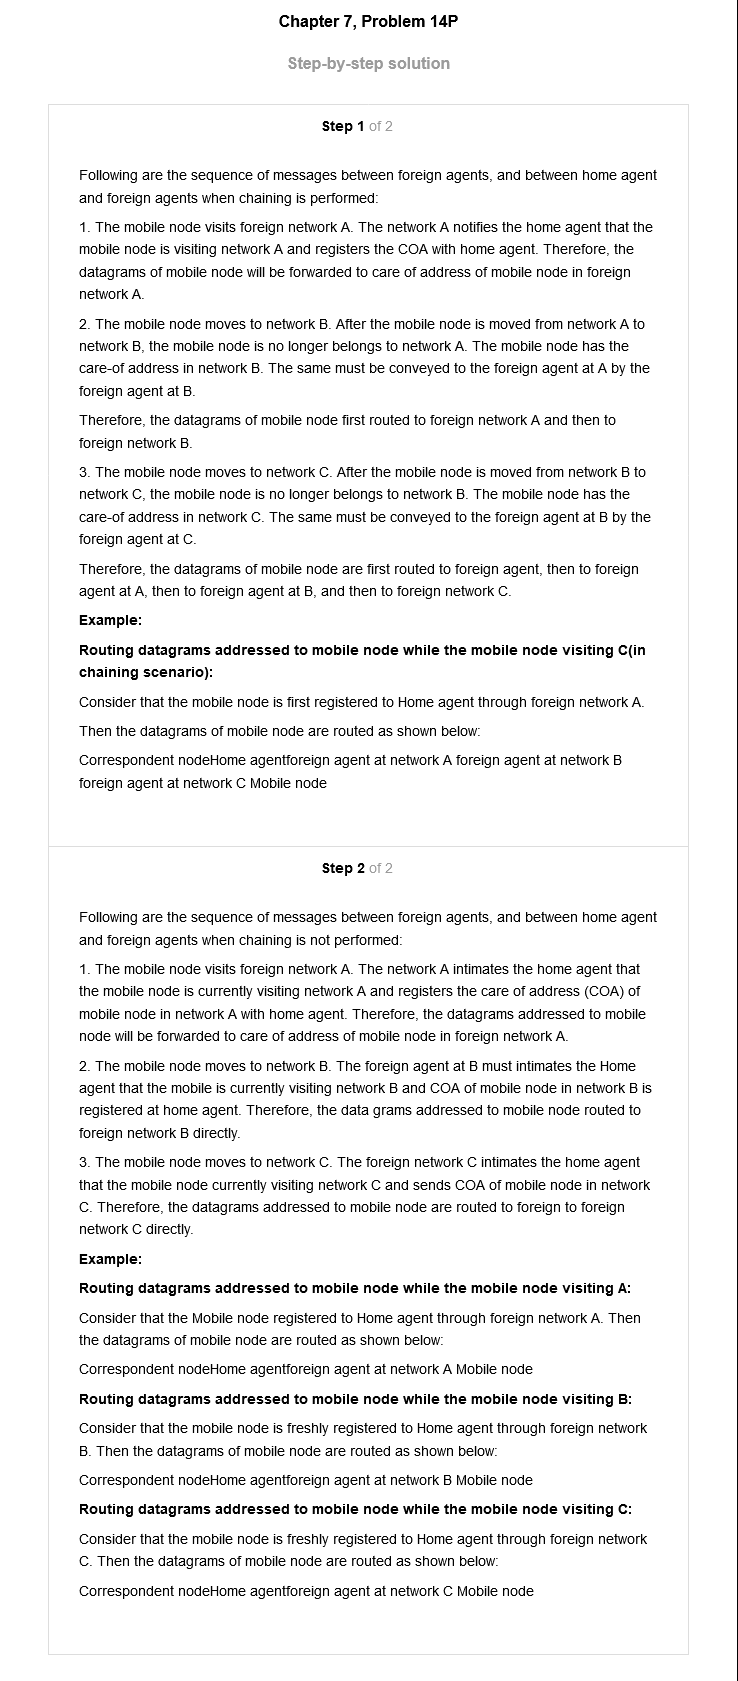 Chapter 7, Problem 14P
Step-by-step solution
Step 1 of 2
Following are the sequence of messages between foreign agents, and between home agent
and foreign agents when chaining is performed:
1. The mobile node visits foreign network A. The network A notifies the home agent that the
mobile node is visiting network A and registers the COA with home agent. Therefore, the
datagrams of mobile node will be forwarded to care of address of mobile node in foreign
network A.
2. The mobile node moves to network B. After the mobile node is moved from network A to
network B, the mobile node is no longer belongs to network A. The mobile node has the
care-of address in network B. The same must be conveyed to the foreign agent at A by the
foreign agent at B.
Therefore, the datagrams of mobile node first routed to foreign network A and then to
foreign network B.
3. The mobile node moves to network C. After the mobile node is moved from network B to
network C, the mobile node is no longer belongs to network B. The mobile node has the
care-of address in network C. The same must be conveyed to the foreign agent at B by the
foreign agent at C.
Therefore, the datagrams of mobile node are first routed to foreign agent, then to foreign
agent at A, then to foreign agent at B, and then to foreign network C.
Example:
Routing datagrams addressed to mobile node while the mobile node visiting C(in
chaining scenario):
Consider that the mobile node is first registered to Home agent through foreign network A.
Then the datagrams of mobile node are routed as shown below:
Correspondent nodeHome agentforeign agent at network A foreign agent at network B
foreign agent at network C Mobile node
Step 2 of 2
Following are the sequence of messages between foreign agents, and between home agent
and foreign agents when chaining is not performed:
1. The mobile node visits foreign network A. The network A intimates the home agent that
the mobile node is currently visiting network A and registers the care of address (COA) of
mobile node in network A with home agent. Therefore, the datagrams addressed to mobile
node will be forwarded to care of address of mobile node in foreign network A.
2. The mobile node moves to network B. The foreign agent at B must intimates the Home
agent that the mobile is currently visiting network B and COA of mobile node in network B is
registered at home agent. Therefore, the data grams addressed to mobile node routed to
foreign network B directly.
3. The mobile node moves to network C. The foreign network C intimates the home agent
that the mobile node currently visiting network C and sends COA of mobile node in network
C. Therefore, the datagrams addressed to mobile node are routed to foreign to foreign
network C directly.
Example:
Routing datagrams addressed to mobile node while the mobile node visiting A:
Consider that the Mobile node registered to Home agent through foreign network A. Then
the datagrams of mobile node are routed as shown below:
Correspondent nodeHome agentforeign agent at network A Mobile node
Routing datagrams addressed to mobile node while the mobile node visiting B:
Consider that the mobile node is freshly registered to Home agent through foreign network
B. Then the datagrams of mobile node are routed as shown below:
Correspondent nodeHome agentforeign agent at network B Mobile node
Routing datagrams addressed to mobile node while the mobile node visiting C:
Consider that the mobile node is freshly registered to Home agent through foreign network
C. Then the datagrams of mobile node are routed as shown below:
Correspondent nodeHome agentforeign agent at network C Mobile node